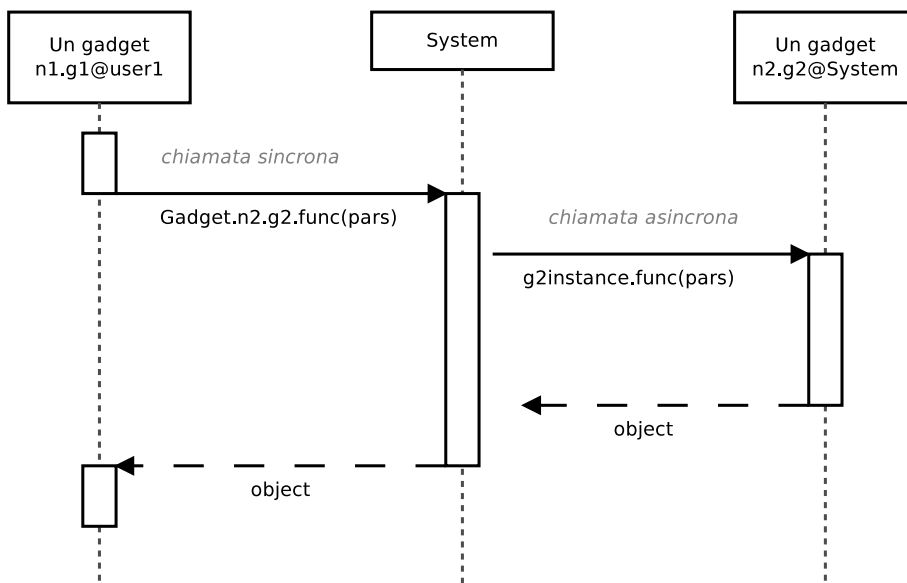 Un gadget
n1.g1@user1
System
Un gadget
n2.g2@System
chiamata sincrona
Gadget.n2.g2.func(pars)
chiamata asincrona
g2instance.func(pars)
object
object